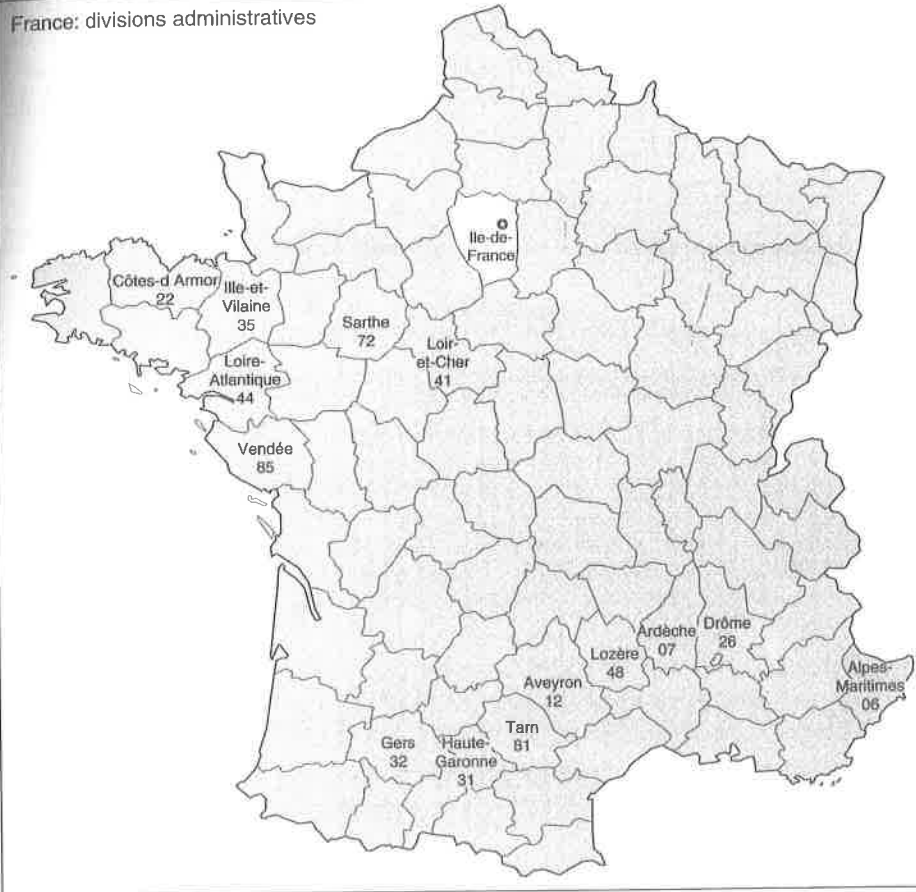 France: divisions administratives
Ile-de-
France
Côtes-d Armor
22
Ille-et-
Vilaine
35
Sarthe
72
Loir-
et-Cher
41
Loire-
Atlantique
44
Vendée
85
Ardèche
07
Drôme
26
Lozère
48
Alpes-
Maritimes
06
Aveyron
12
Tarn
81
Gers
32
Haute-
Garonne
31